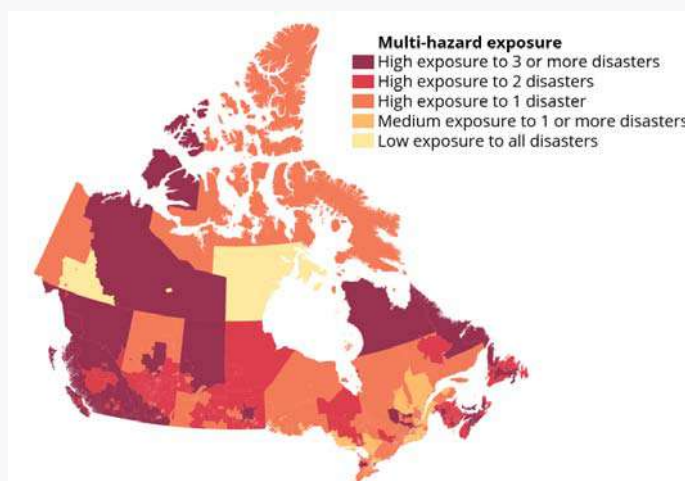 Multi-hazard exposure
High exposure to 3 or more disasters
High exposure to 2 disasters
High exposure to 1 disaster
Medium exposure to 1 or more disasters
Low exposure to all disasters